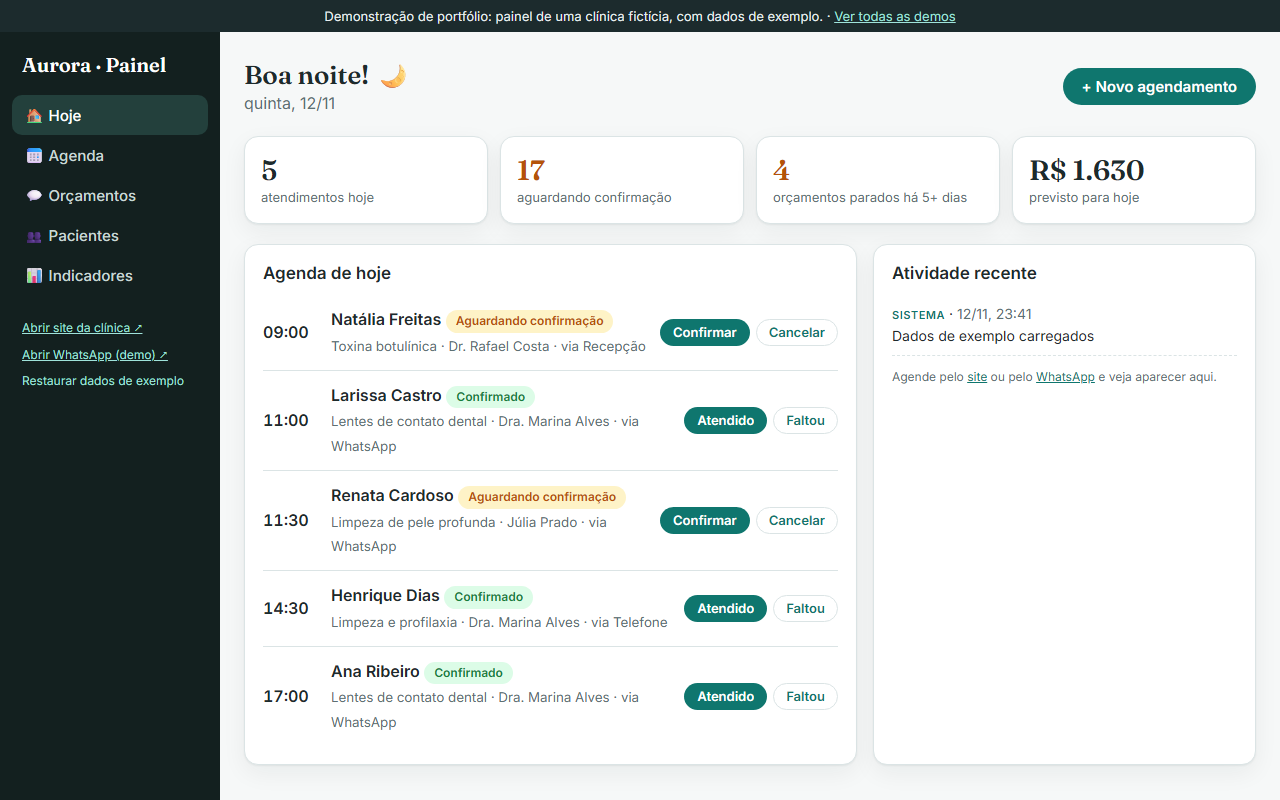 Demonstração de portfólio: painel de uma clínica fictícia, com dados de exemplo. · Ver todas as demos
Aurora · Painel
Hoje
Agenda
Orçamentos
Pacientes
Indicadores
Abrir site da clínica ↗
Abrir WhatsApp (demo) ↗
Restaurar dados de exemplo
Boa noite! 🌙
quinta, 12/11
+ Novo agendamento
5
atendimentos hoje
17
aguardando confirmação
4
orçamentos parados há 5+ dias
R$ 1.630
previsto para hoje
Agenda de hoje
09:00
Natália Freitas Aguardando confirmação
Toxina botulínica · Dr. Rafael Costa · via Recepção
Confirmar Cancelar
11:00
Larissa Castro Confirmado
Lentes de contato dental · Dra. Marina Alves · via
WhatsApp
Atendido Faltou
11:30
Renata Cardoso Aguardando confirmação
Limpeza de pele profunda · Júlia Prado · via
WhatsApp
Confirmar Cancelar
14:30
Henrique Dias Confirmado
Limpeza e profilaxia · Dra. Marina Alves · via Telefone
Atendido Faltou
17:00
Ana Ribeiro Confirmado
Lentes de contato dental · Dra. Marina Alves · via
WhatsApp
Atendido Faltou
Atividade recente
SISTEMA · 12/11, 23:41
Dados de exemplo carregados
Agende pelo site ou pelo WhatsApp e veja aparecer aqui.